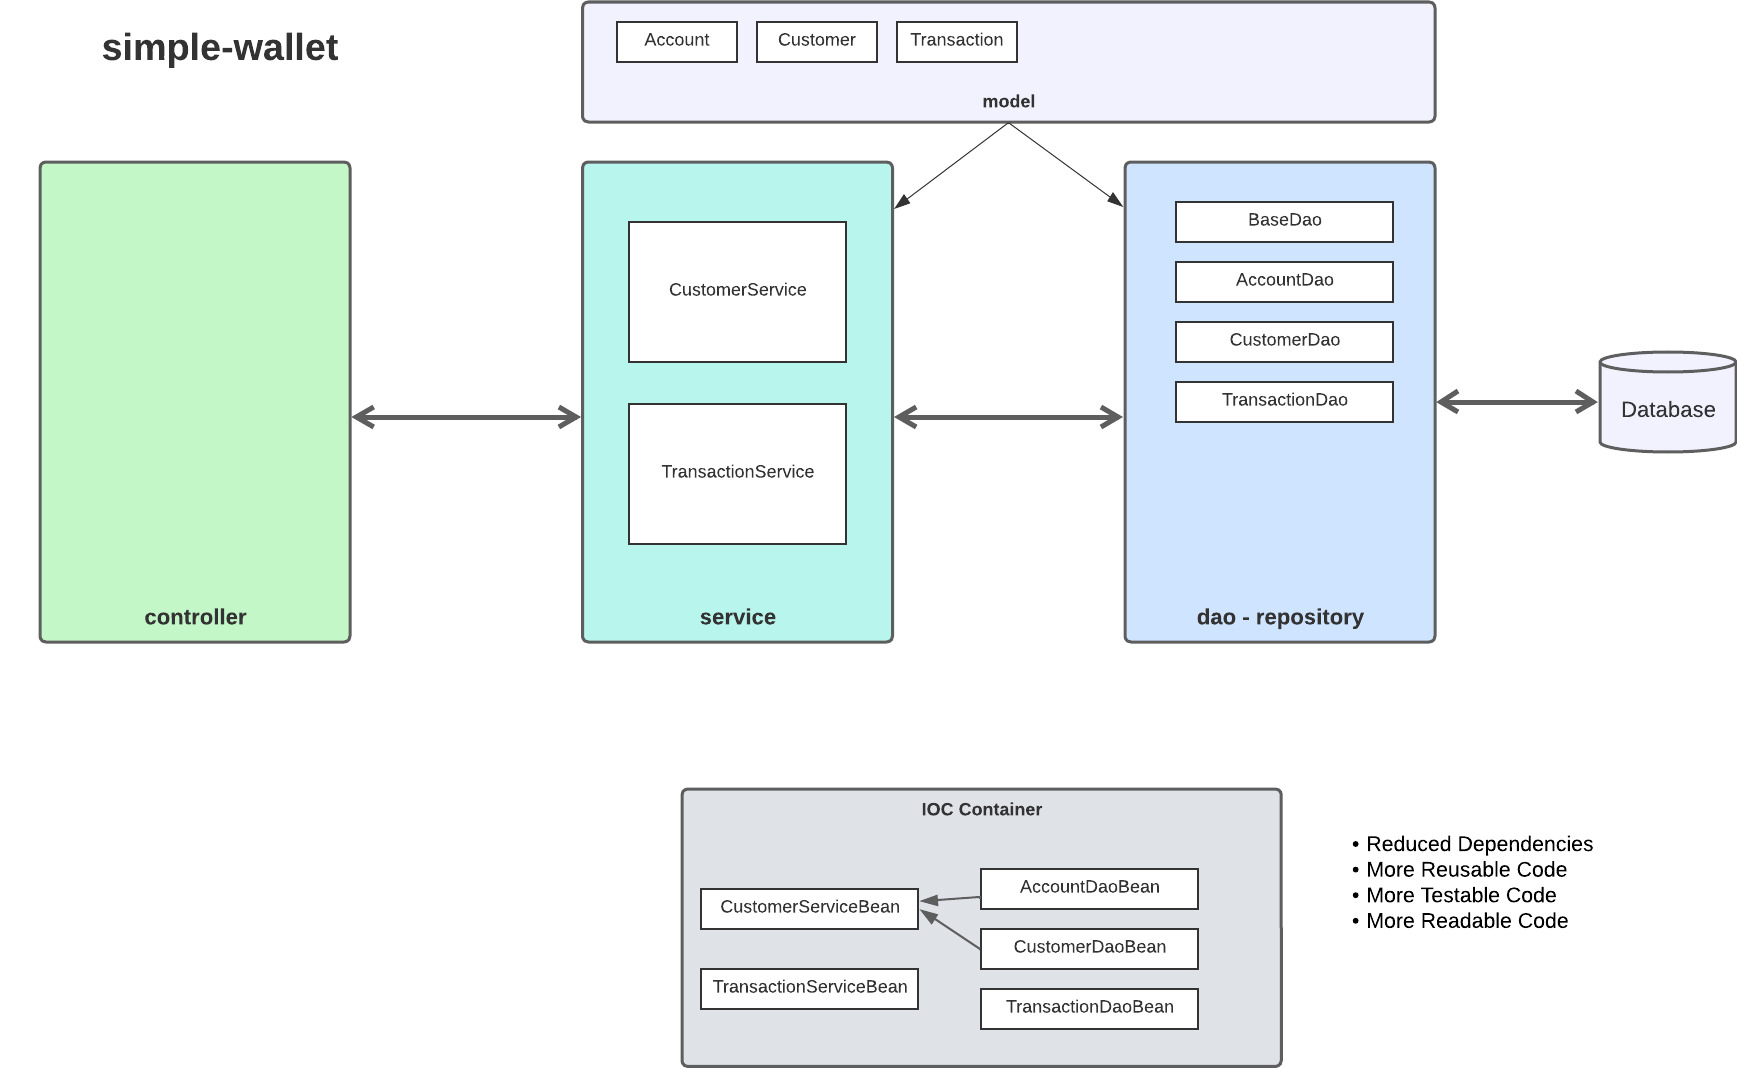 simple-wallet
Account
Customer
Transaction
model
CustomerService
TransactionService
BaseDao
AccountDao
CustomerDao
TransactionDao
Database
controller
service
dao - repository
IOC Container
CustomerServiceBean
TransactionServiceBean
AccountDaoBean
CustomerDaoBean
TransactionDaoBean
• Reduced Dependencies
• More Reusable Code
• More Testable Code
• More Readable Code